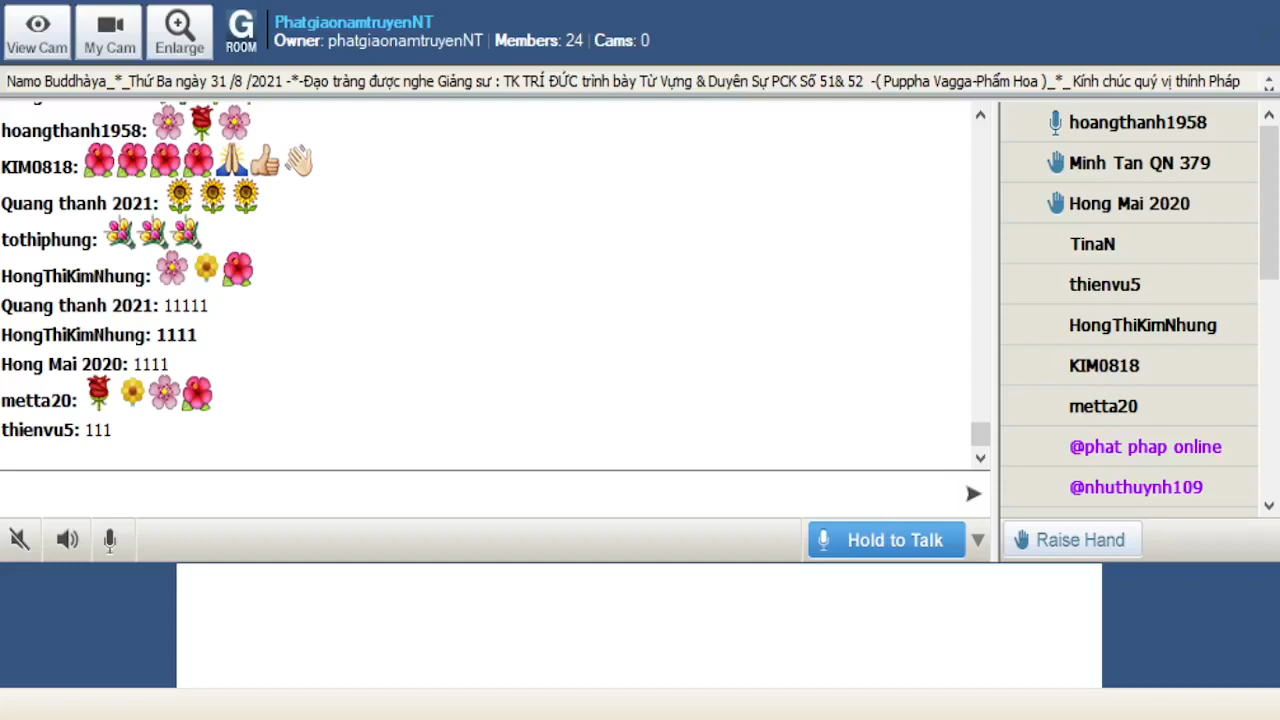 View Cam
My Cam
Enlarge
G
ROOM
PhatgiaonamtruyenNT
Owner: phatgiaonamtruyenNT | Members: 24 | Cams: 0
Namo Buddhàya_*_Thứ Ba ngày 31 /8 /2021 -*-Đạo tràng được nghe Giảng sư : TK TRÍ ĐỨC trình bày Từ Vựng & Duyên Sự PCK Số 51& 52 -( Puppha Vagga-Phẩm Hoa )_*_ Kính chúc quý vị thính Pháp
hoangthanh1958:
KIM0818:
Quang thanh 2021:
tothiphung:
HongThiKimNhung:
Quang thanh 2021: 11111
HongThiKimNhung: 1111
Hong Mai 2020: 1111
metta20:
thienvu5: 111
hoangthanh1958
Minh Tan QN 379
Hong Mai 2020
TinaN
thienvu5
HongThiKimNhung
KIM0818
metta20
@phat phap online
@nhuthuynh109
Hold to Talk
Raise Hand